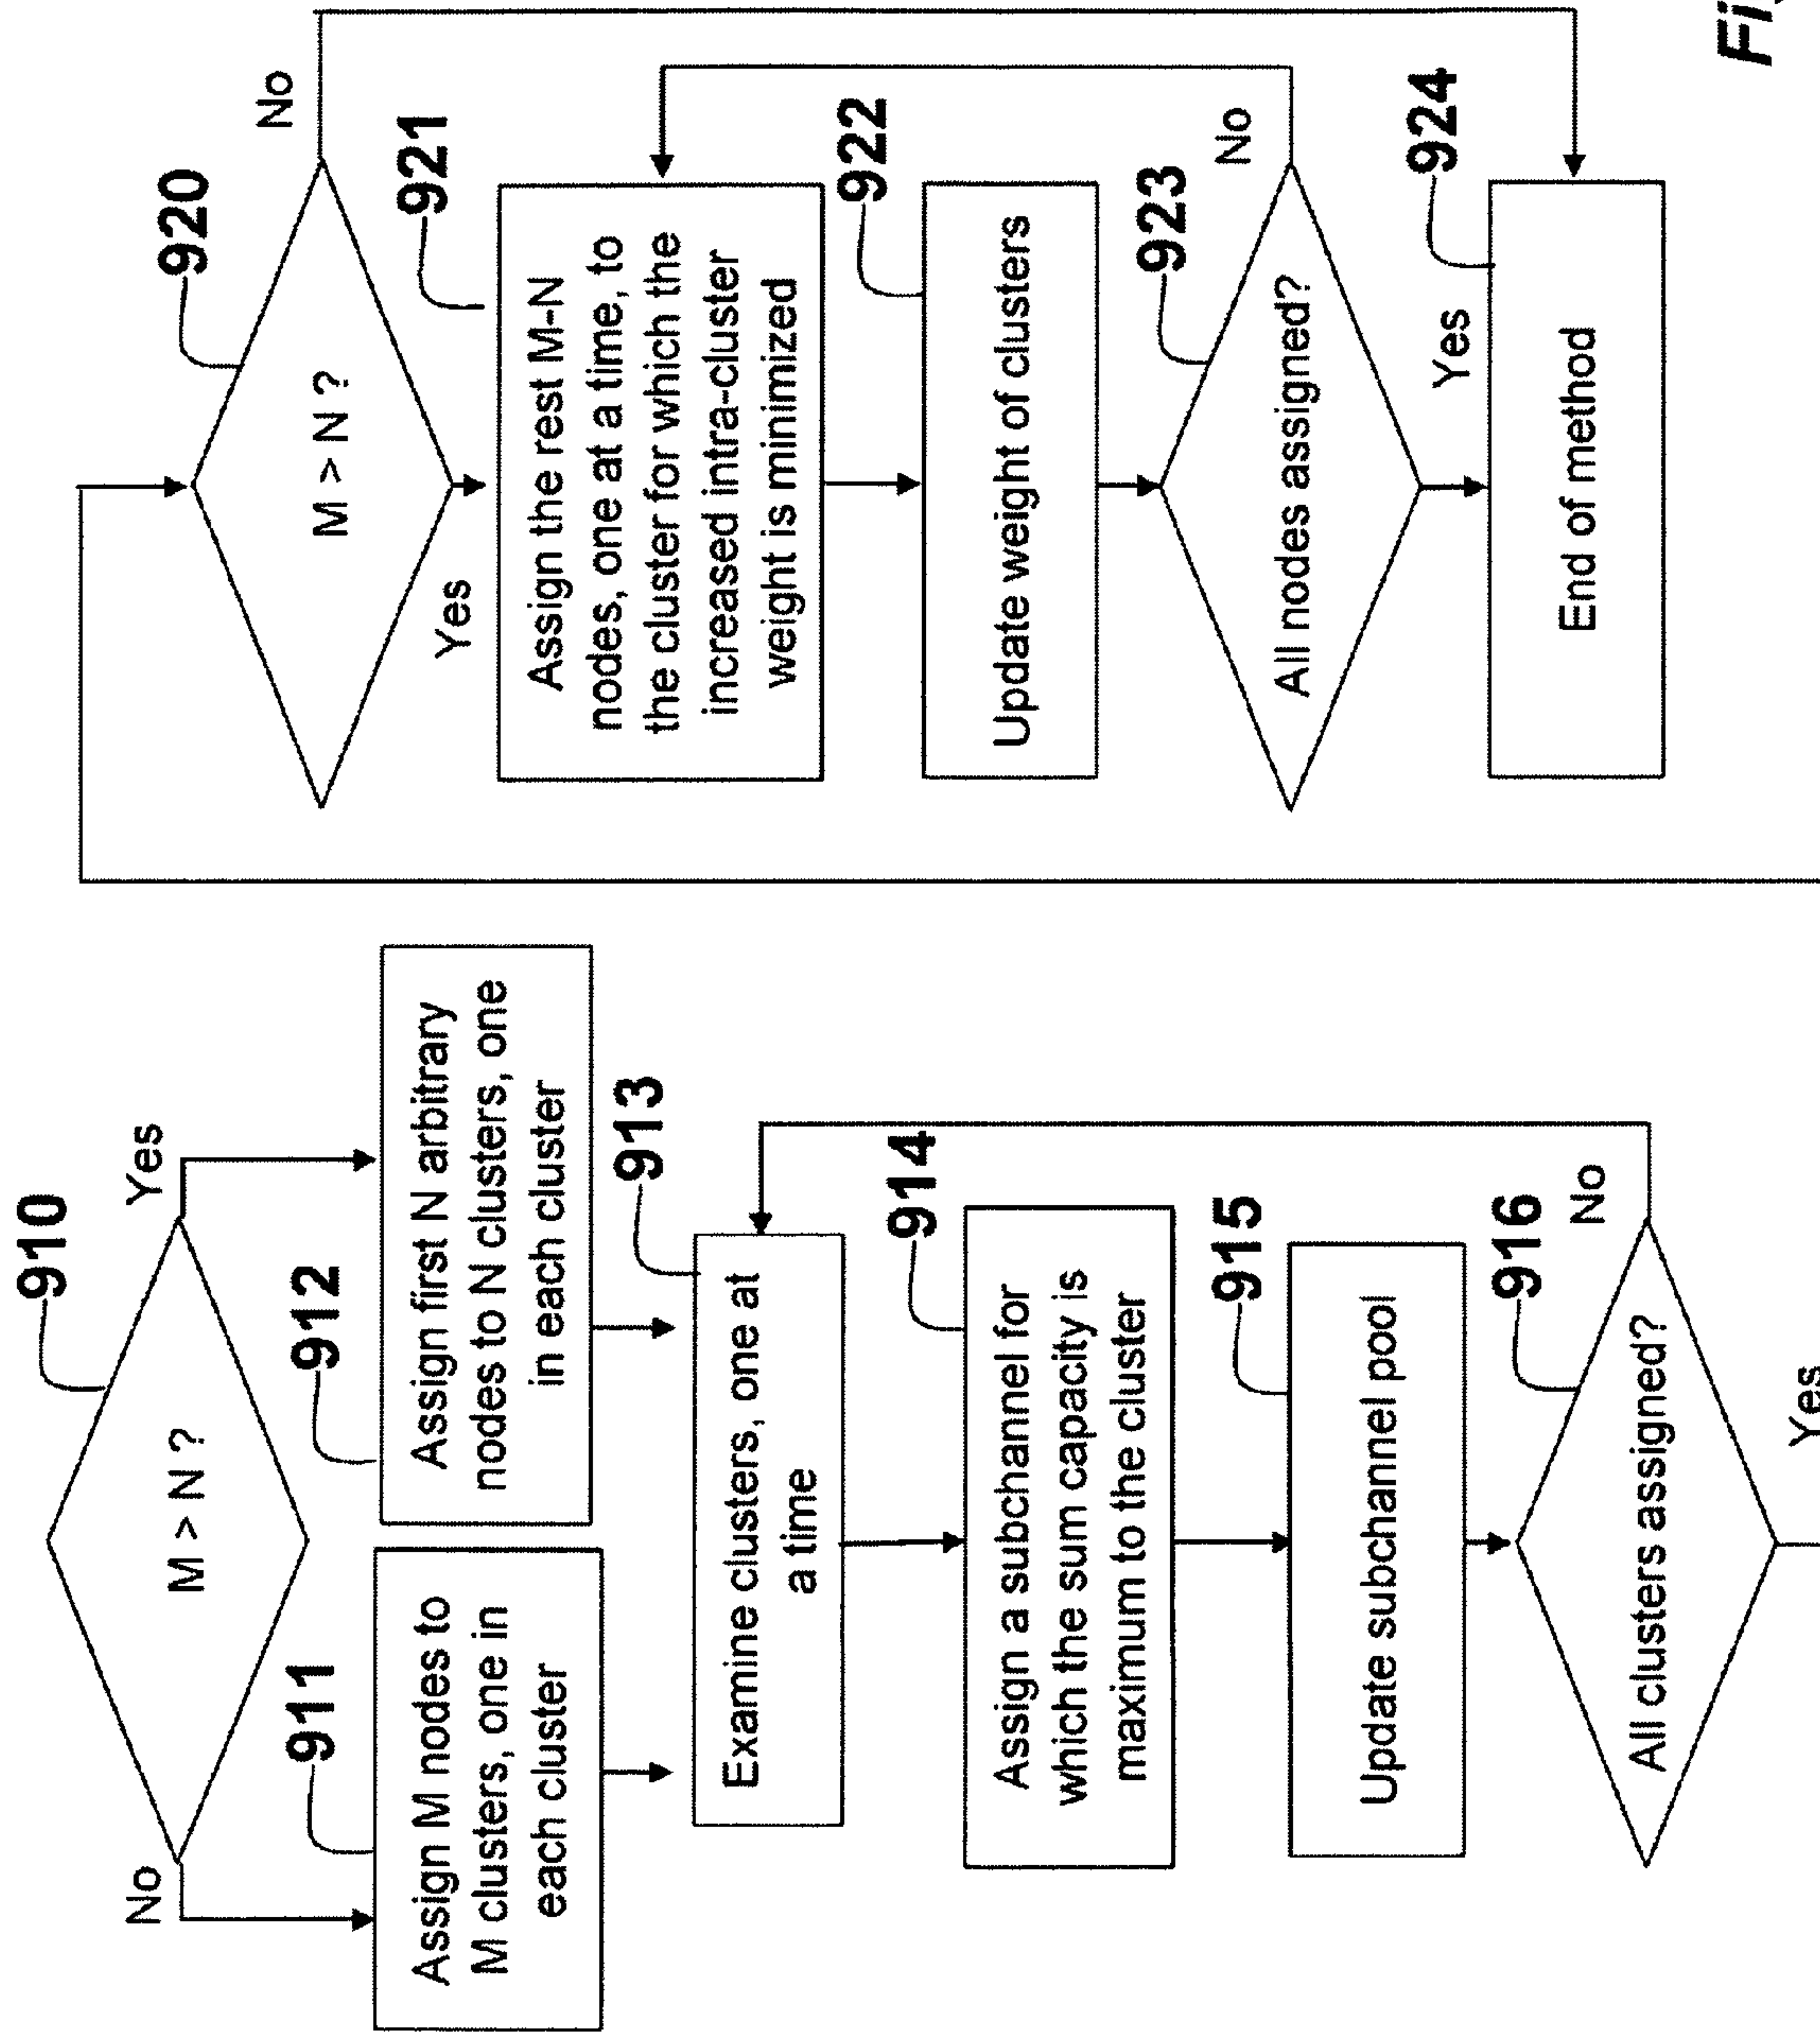 910
M > N ?
No
Yes
911
Assign M nodes to
M clusters, one in
each cluster
912
Assign first N arbitrary
nodes to N clusters, one
in each cluster
913
Examine clusters, one at
a time
914
Assign a subchannel for
which the sum capacity is
maximum to the cluster
915
Update subchannel pool
916
All clusters assigned?
No
Yes
920
M > N ?
No
Yes
921
Assign the rest M-N
nodes, one at a time, to
the cluster for which the
increased intra-cluster
weight is minimized
922
Update weight of clusters
923
All nodes assigned?
No
Yes
924
End of method